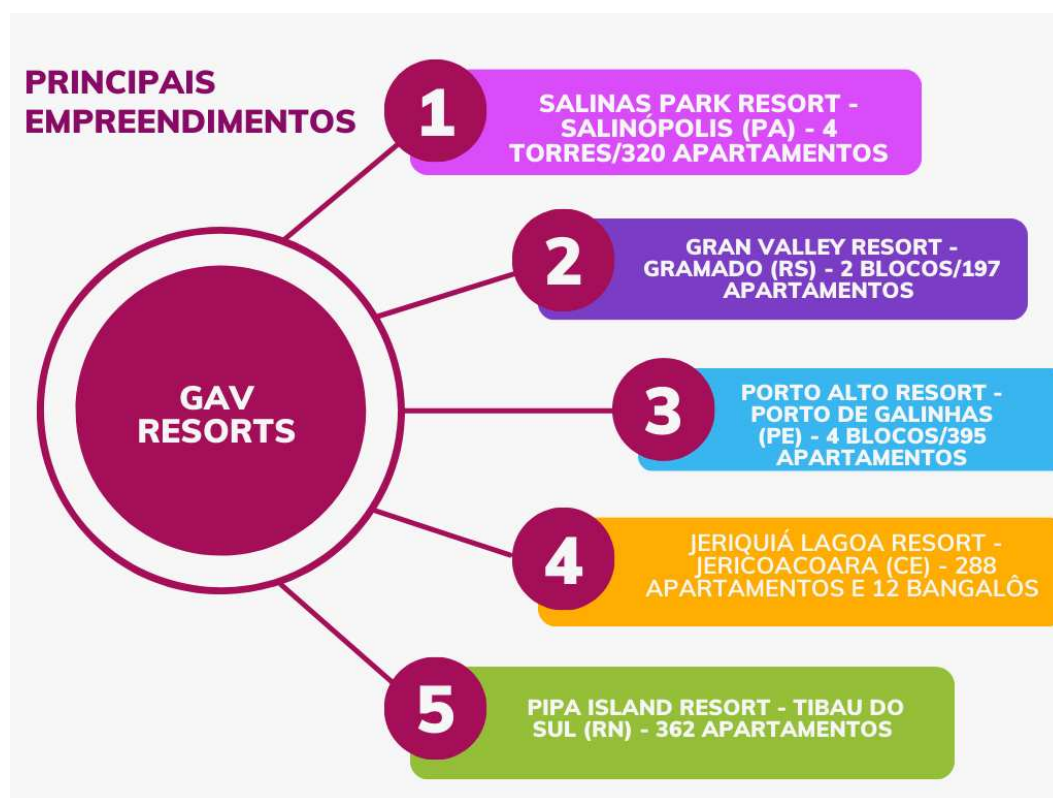 PRINCIPAIS
EMPREENDIMENTOS
1
SALINAS PARK RESORT -
SALINÓPOLIS (PA) - 4
TORRES/320 APARTAMENTOS
2
GRAN VALLEY RESORT -
GRAMADO (RS) - 2 BLOCOS/197
APARTAMENTOS
GAV
RESORTS
3
PORTO ALTO RESORT -
PORTO DE GALINHAS
(PE) - 4 BLOCOS/395
APARTAMENTOS
4
JERIQUIÁ LAGOA RESORT -
JERICOACOARA (CE) - 288
APARTAMENTOS E 12 BANGALÔS
5
PIPA ISLAND RESORT - TIBAU DO
SUL (RN) - 362 APARTAMENTOS